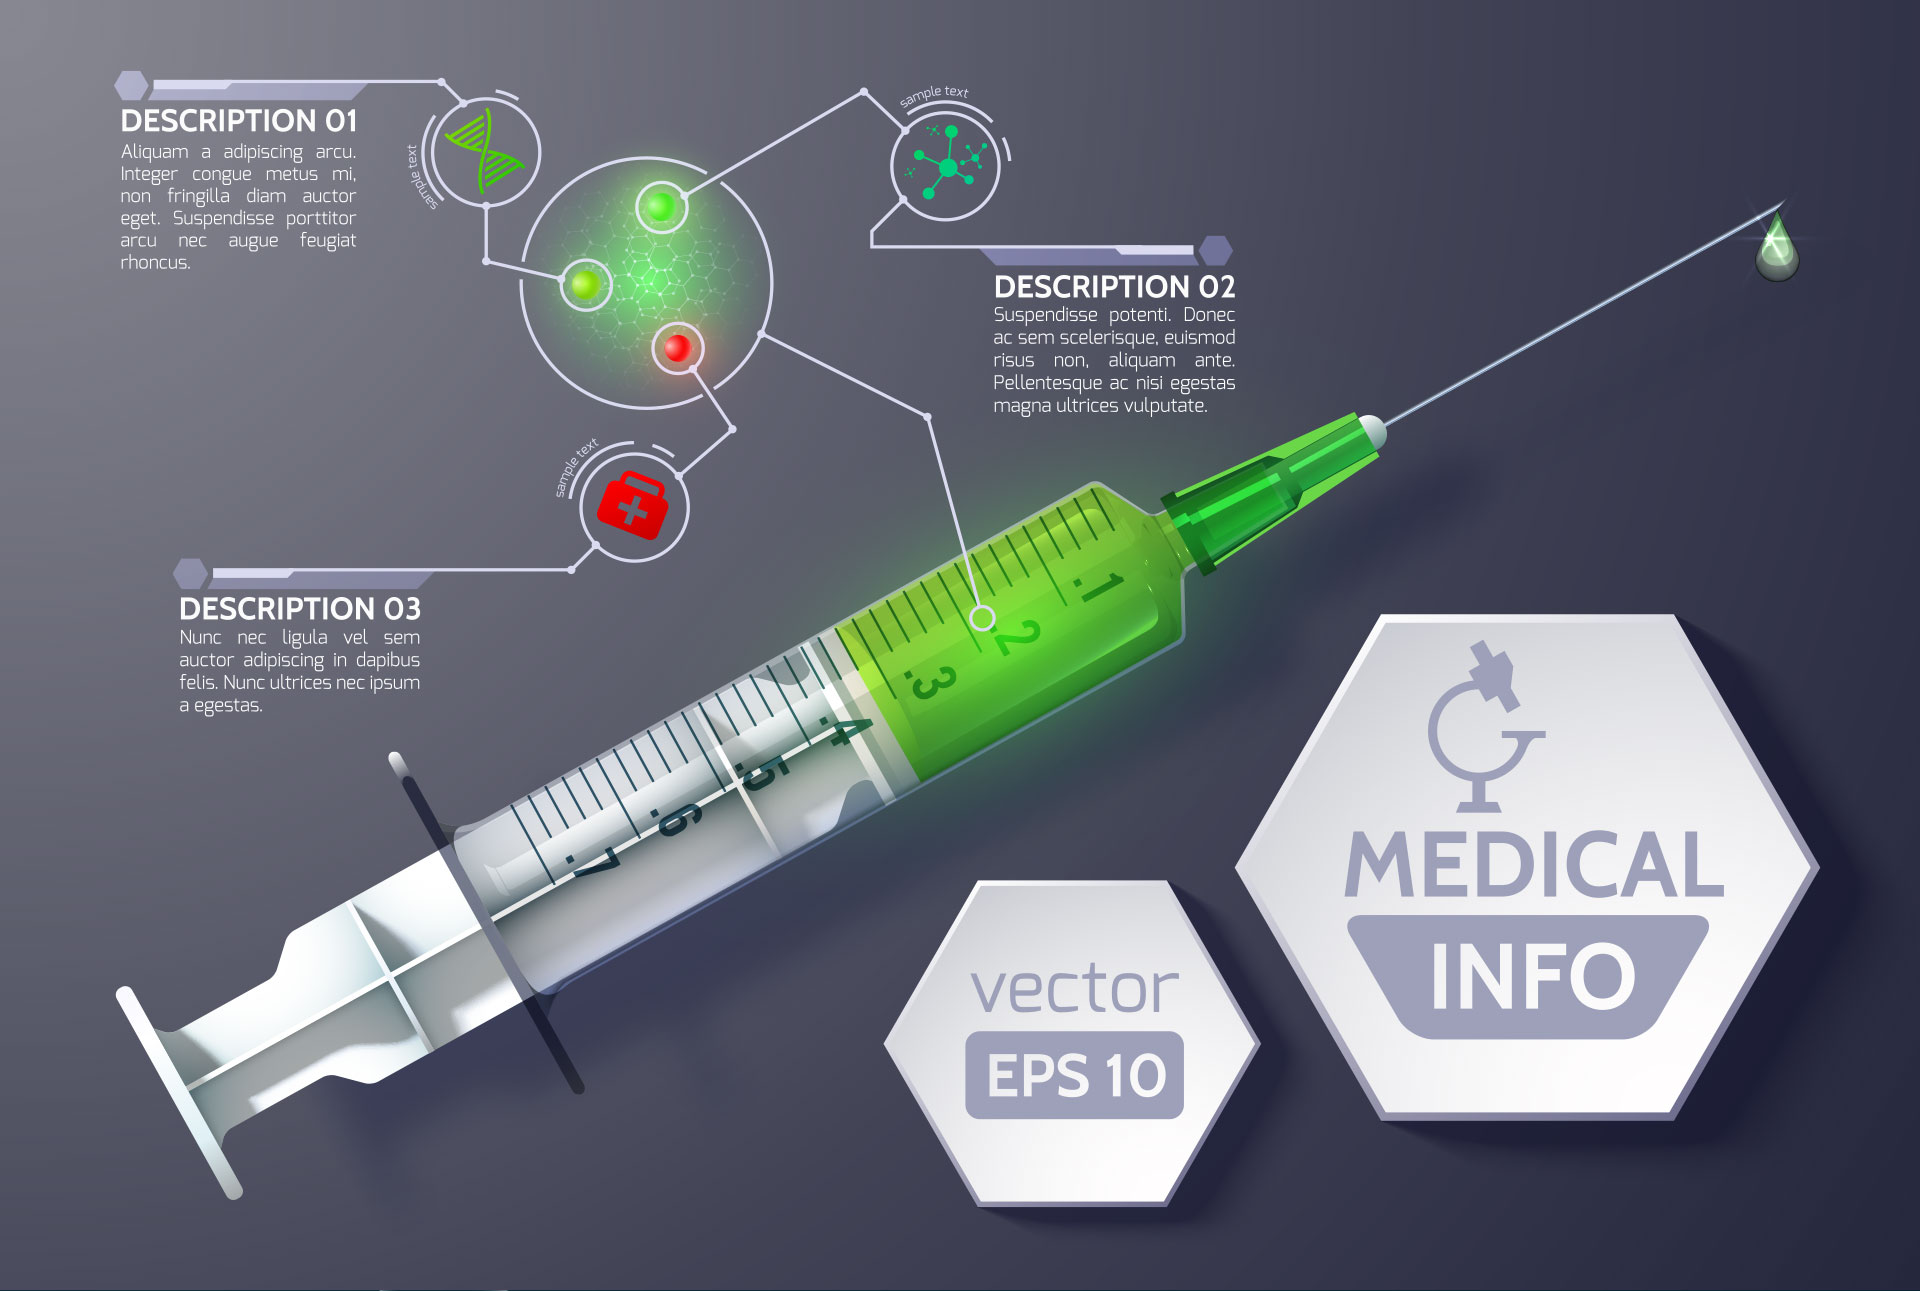 DESCRIPTION 01
Aliquam a adipiscing arcu.
Integer congue metus mi,
non fringilla diam auctor
eget. Suspendisse porttitor
arcu nec augue feugiat
rhoncus.
sample text
sample text
DESCRIPTION 02
Suspendisse potenti. Donec
ac sem scelerisque, euismod
risus non, aliquam ante.
Pellentesque ac nisi egestas
magna ultrices vulputate.
sample text
DESCRIPTION 03
Nunc nec ligula vel sem
auctor adipiscing in dapibus
felis. Nunc ultrices nec ipsum
a egestas.
.1
.2
.3
.4
.5
.6
.7
MEDICAL
INFO
vector
EPS 10